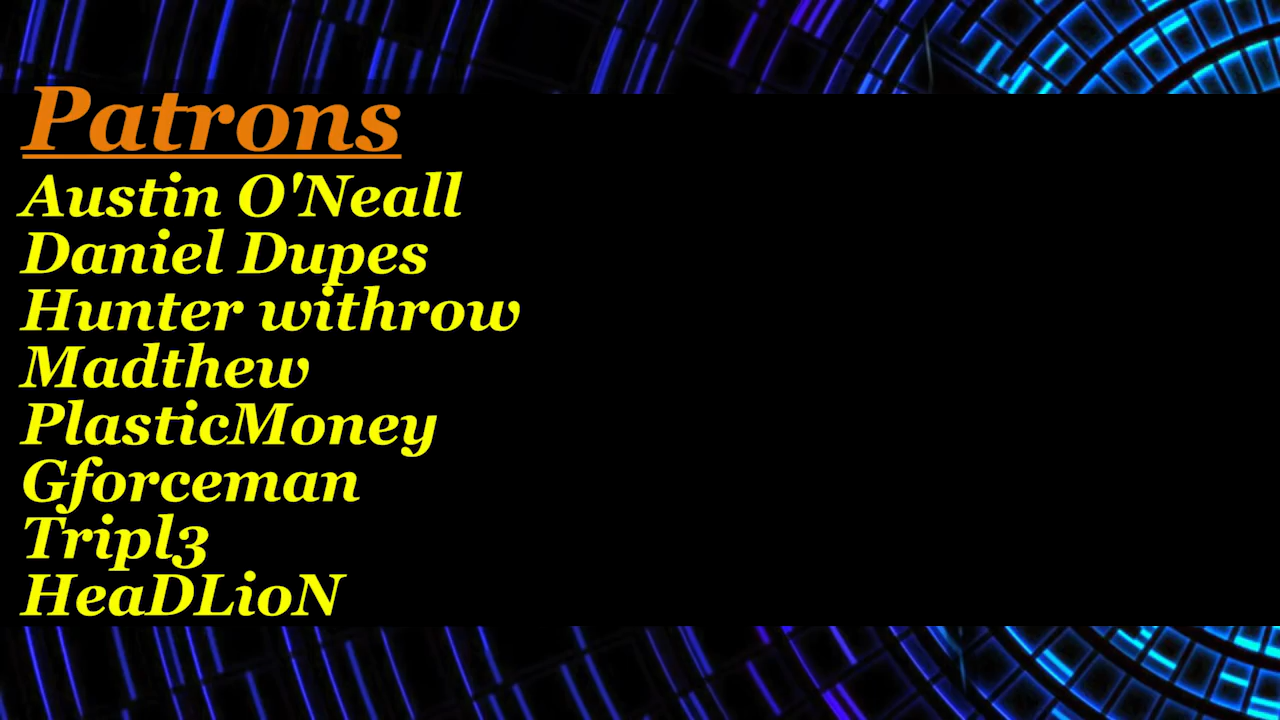 Patrons
Austin O'Neall
Daniel Dupes
Hunter withrow
Madthew
PlasticMoney
Gforceman
Tripl3
HeaDLioN